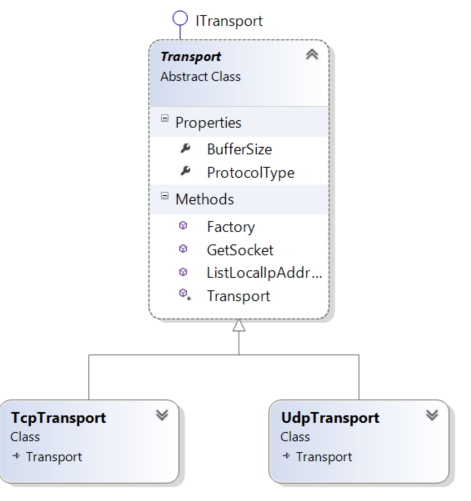 ITransport
Transport
Abstract Class
Properties
BufferSize
ProtocolType
Methods
Factory
GetSocket
ListLocalIpAddr...
Transport
TcpTransport
Class
Transport
UdpTransport
Class
Transport